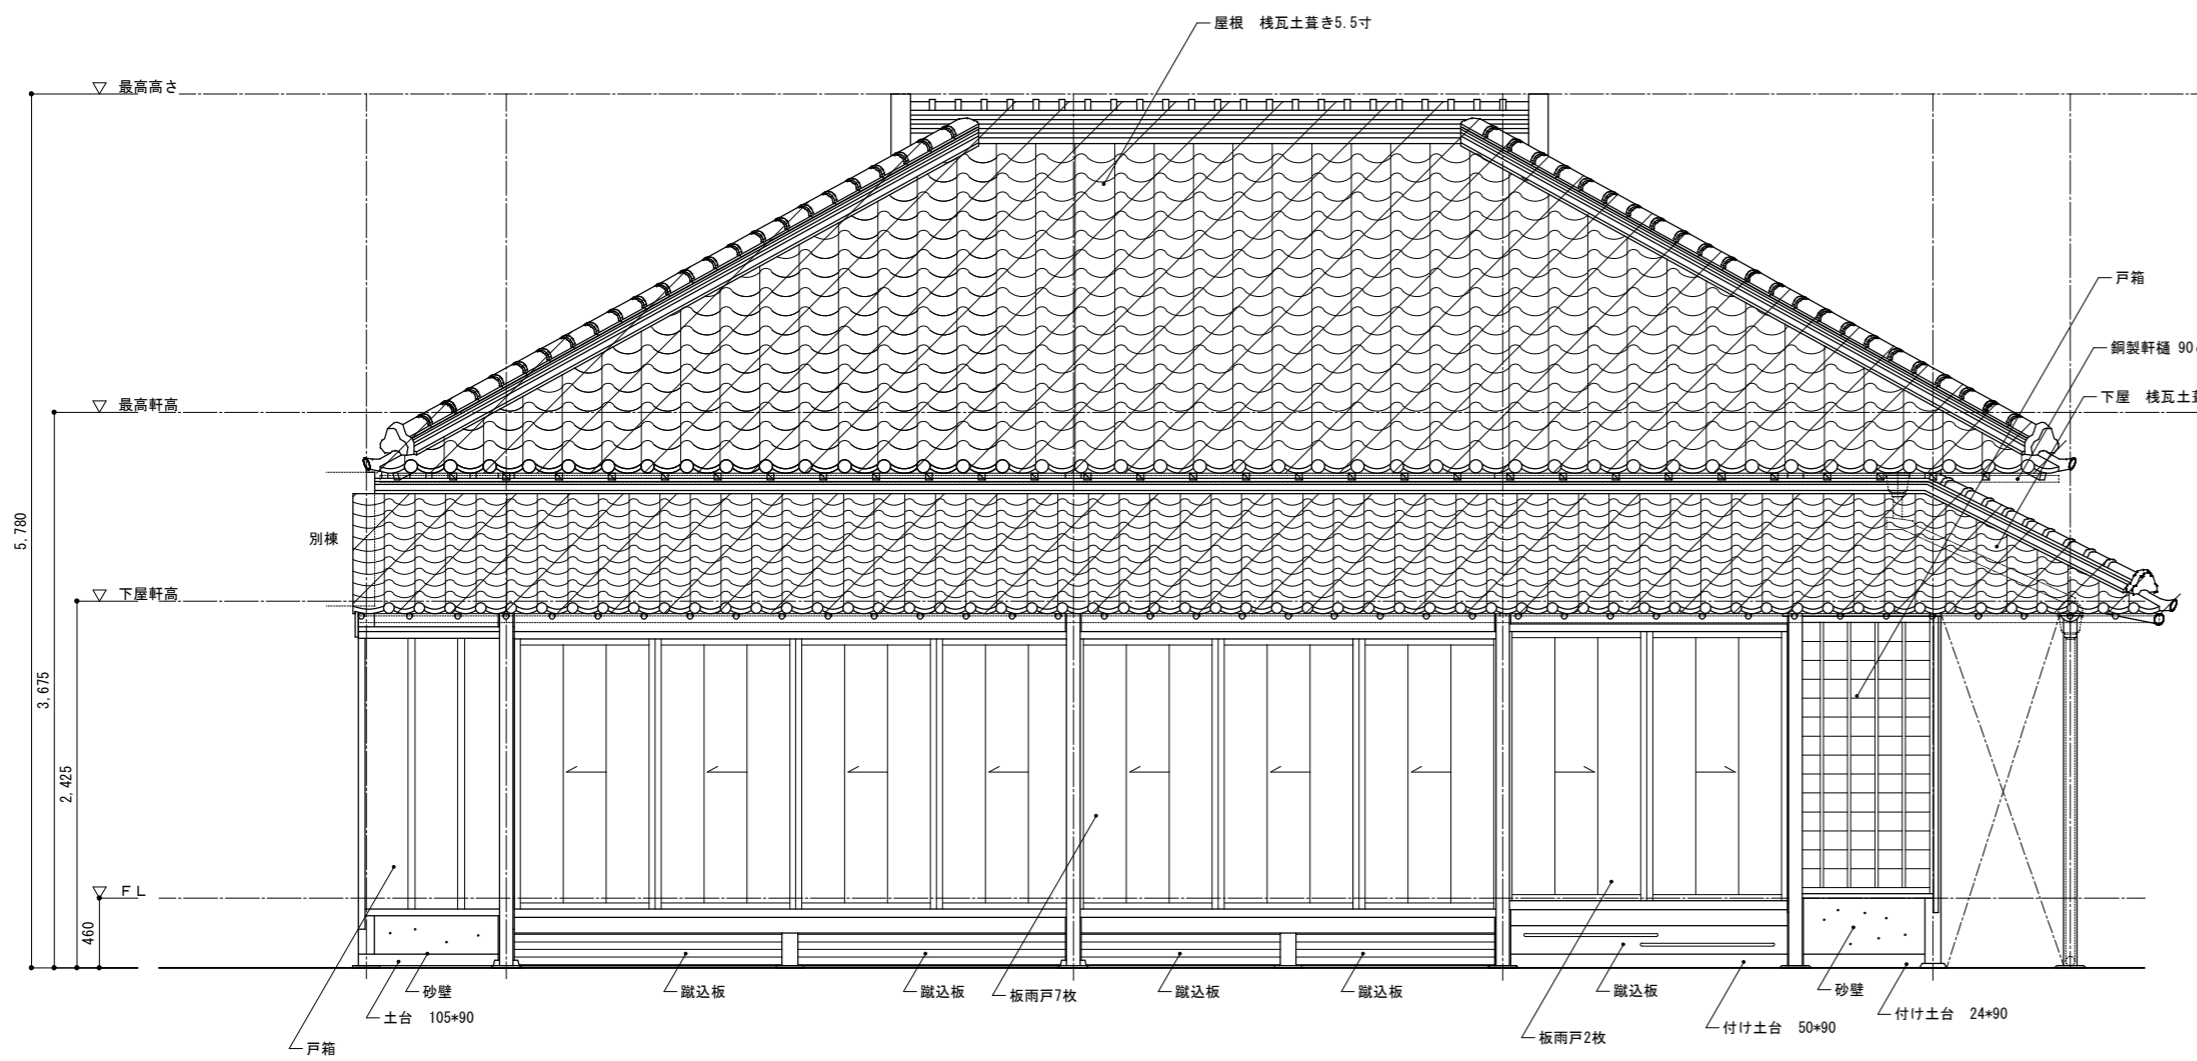 屋根　桟瓦土葺き5.5寸
最高高さ
戸箱
銅製軒樋 90
下屋　桟瓦土葺
最高軒高
別棟
下屋軒高
5,780
3,675
2,425
460
ＦＬ
砂壁
土台　105*90
戸箱
蹴込板
蹴込板
板雨戸7枚
蹴込板
蹴込板
板雨戸2枚
蹴込板
付け土台　50*90
砂壁
付け土台　24*90